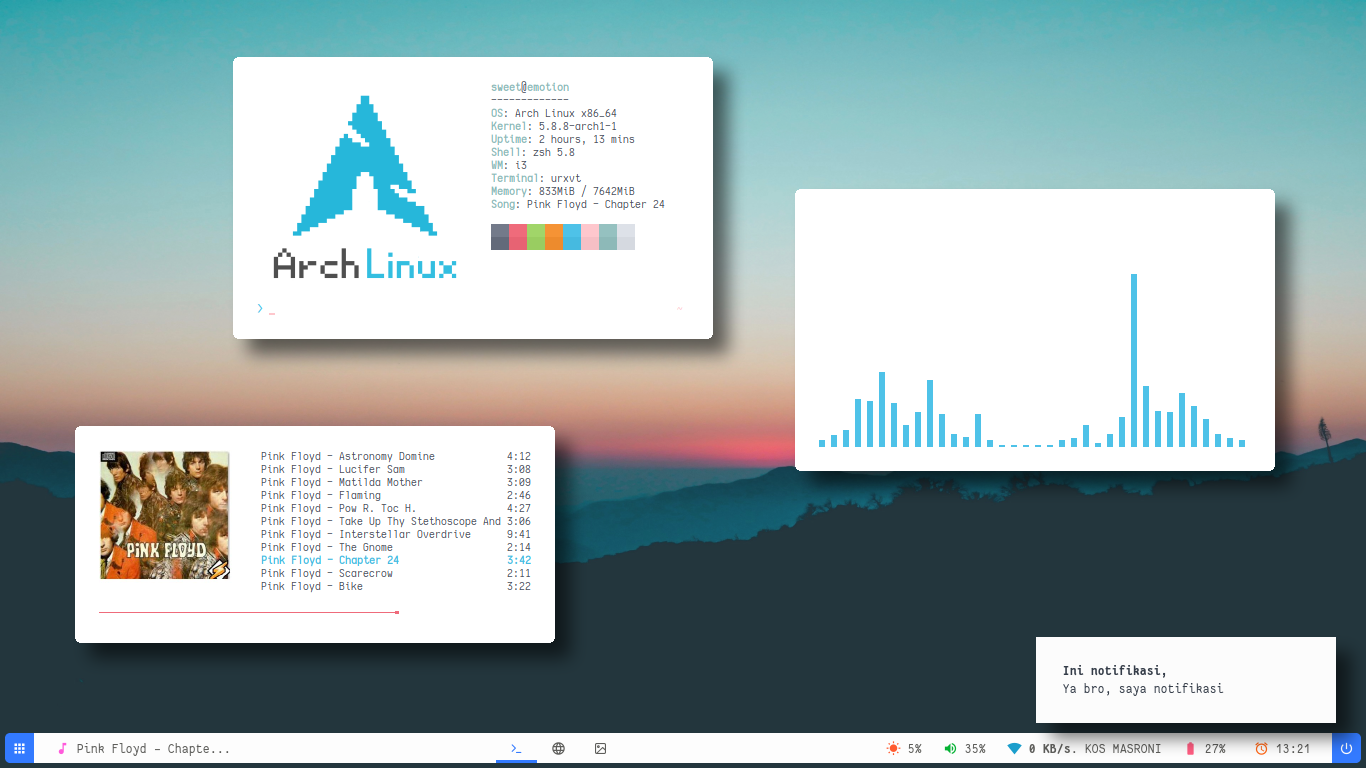 sweet@emotion
-------------
OS: Arch Linux x86_64
Kernel: 5.8.8-arch1-1
Uptime: 2 hours, 13 mins
Shell: zsh 5.8
WM: i3
Terminal: urxvt
Memory: 833MiB / 7642MiB
Song: Pink Floyd - Chapter 24
Arch Linux
❯ _
~
PINK FLOYD
Pink Floyd - Astronomy Domine 4:12
Pink Floyd - Lucifer Sam 3:08
Pink Floyd - Matilda Mother 3:09
Pink Floyd - Flaming 2:46
Pink Floyd - Pow R. Toc H. 4:27
Pink Floyd - Take Up Thy Stethoscope And 3:06
Pink Floyd - Interstellar Overdrive 9:41
Pink Floyd - The Gnome 2:14
Pink Floyd - Chapter 24 3:42
Pink Floyd - Scarecrow 2:11
Pink Floyd - Bike 3:22
Ini notifikasi,
Ya bro, saya notifikasi
Pink Floyd - Chapte... 5% 35% 0 KB/s. KOS MASRONI 27% 13:21